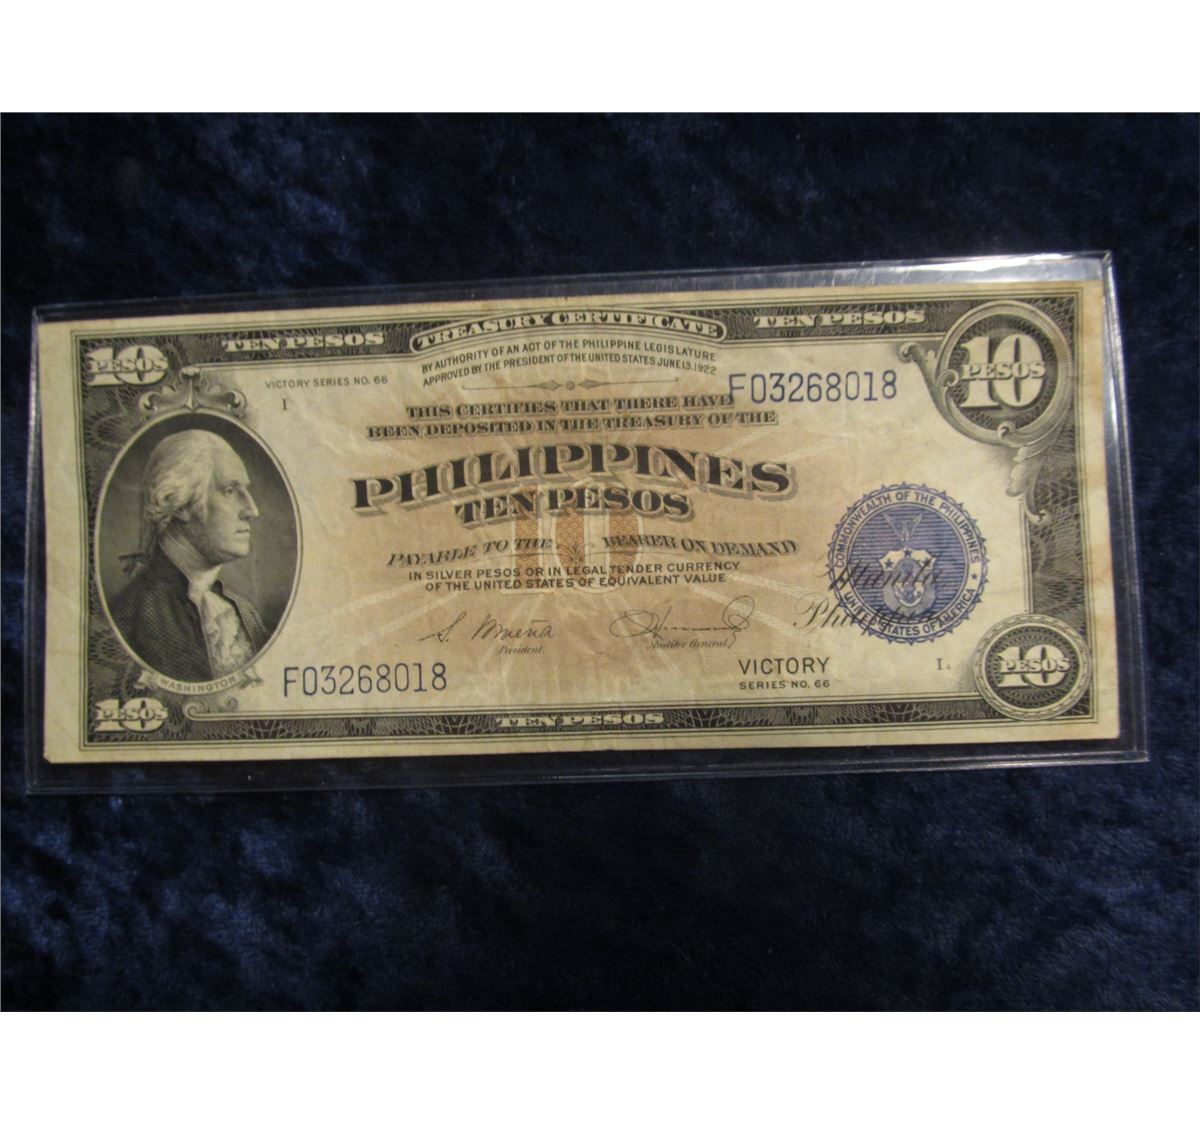 TEN PESOS
TREASURY CERTIFICATE
TEN PESOS
10
PESOS
10
PESOS
VICTORY SERIES NO. 66
I
BY AUTHORITY OF AN ACT OF THE PHILIPPINE LEGISLATURE
APPROVED BY THE PRESIDENT OF THE UNITED STATES JUNE 13, 1922
F03268018
THIS CERTIFIES THAT THERE HAVE
BEEN DEPOSITED IN THE TREASURY OF THE
PHILIPPINES
TEN PESOS
10
PAYABLE TO THE BEARER ON DEMAND
IN SILVER PESOS OR IN LEGAL TENDER CURRENCY
OF THE UNITED STATES OF EQUIVALENT VALUE
COMMONWEALTH OF THE PHILIPPINES
UNITED STATES OF AMERICA
Manila
S. Osmeña
President
Auditor General
WASHINGTON
F03268018
VICTORY
SERIES NO. 66
I
10
PESOS
10
PESOS
TEN PESOS